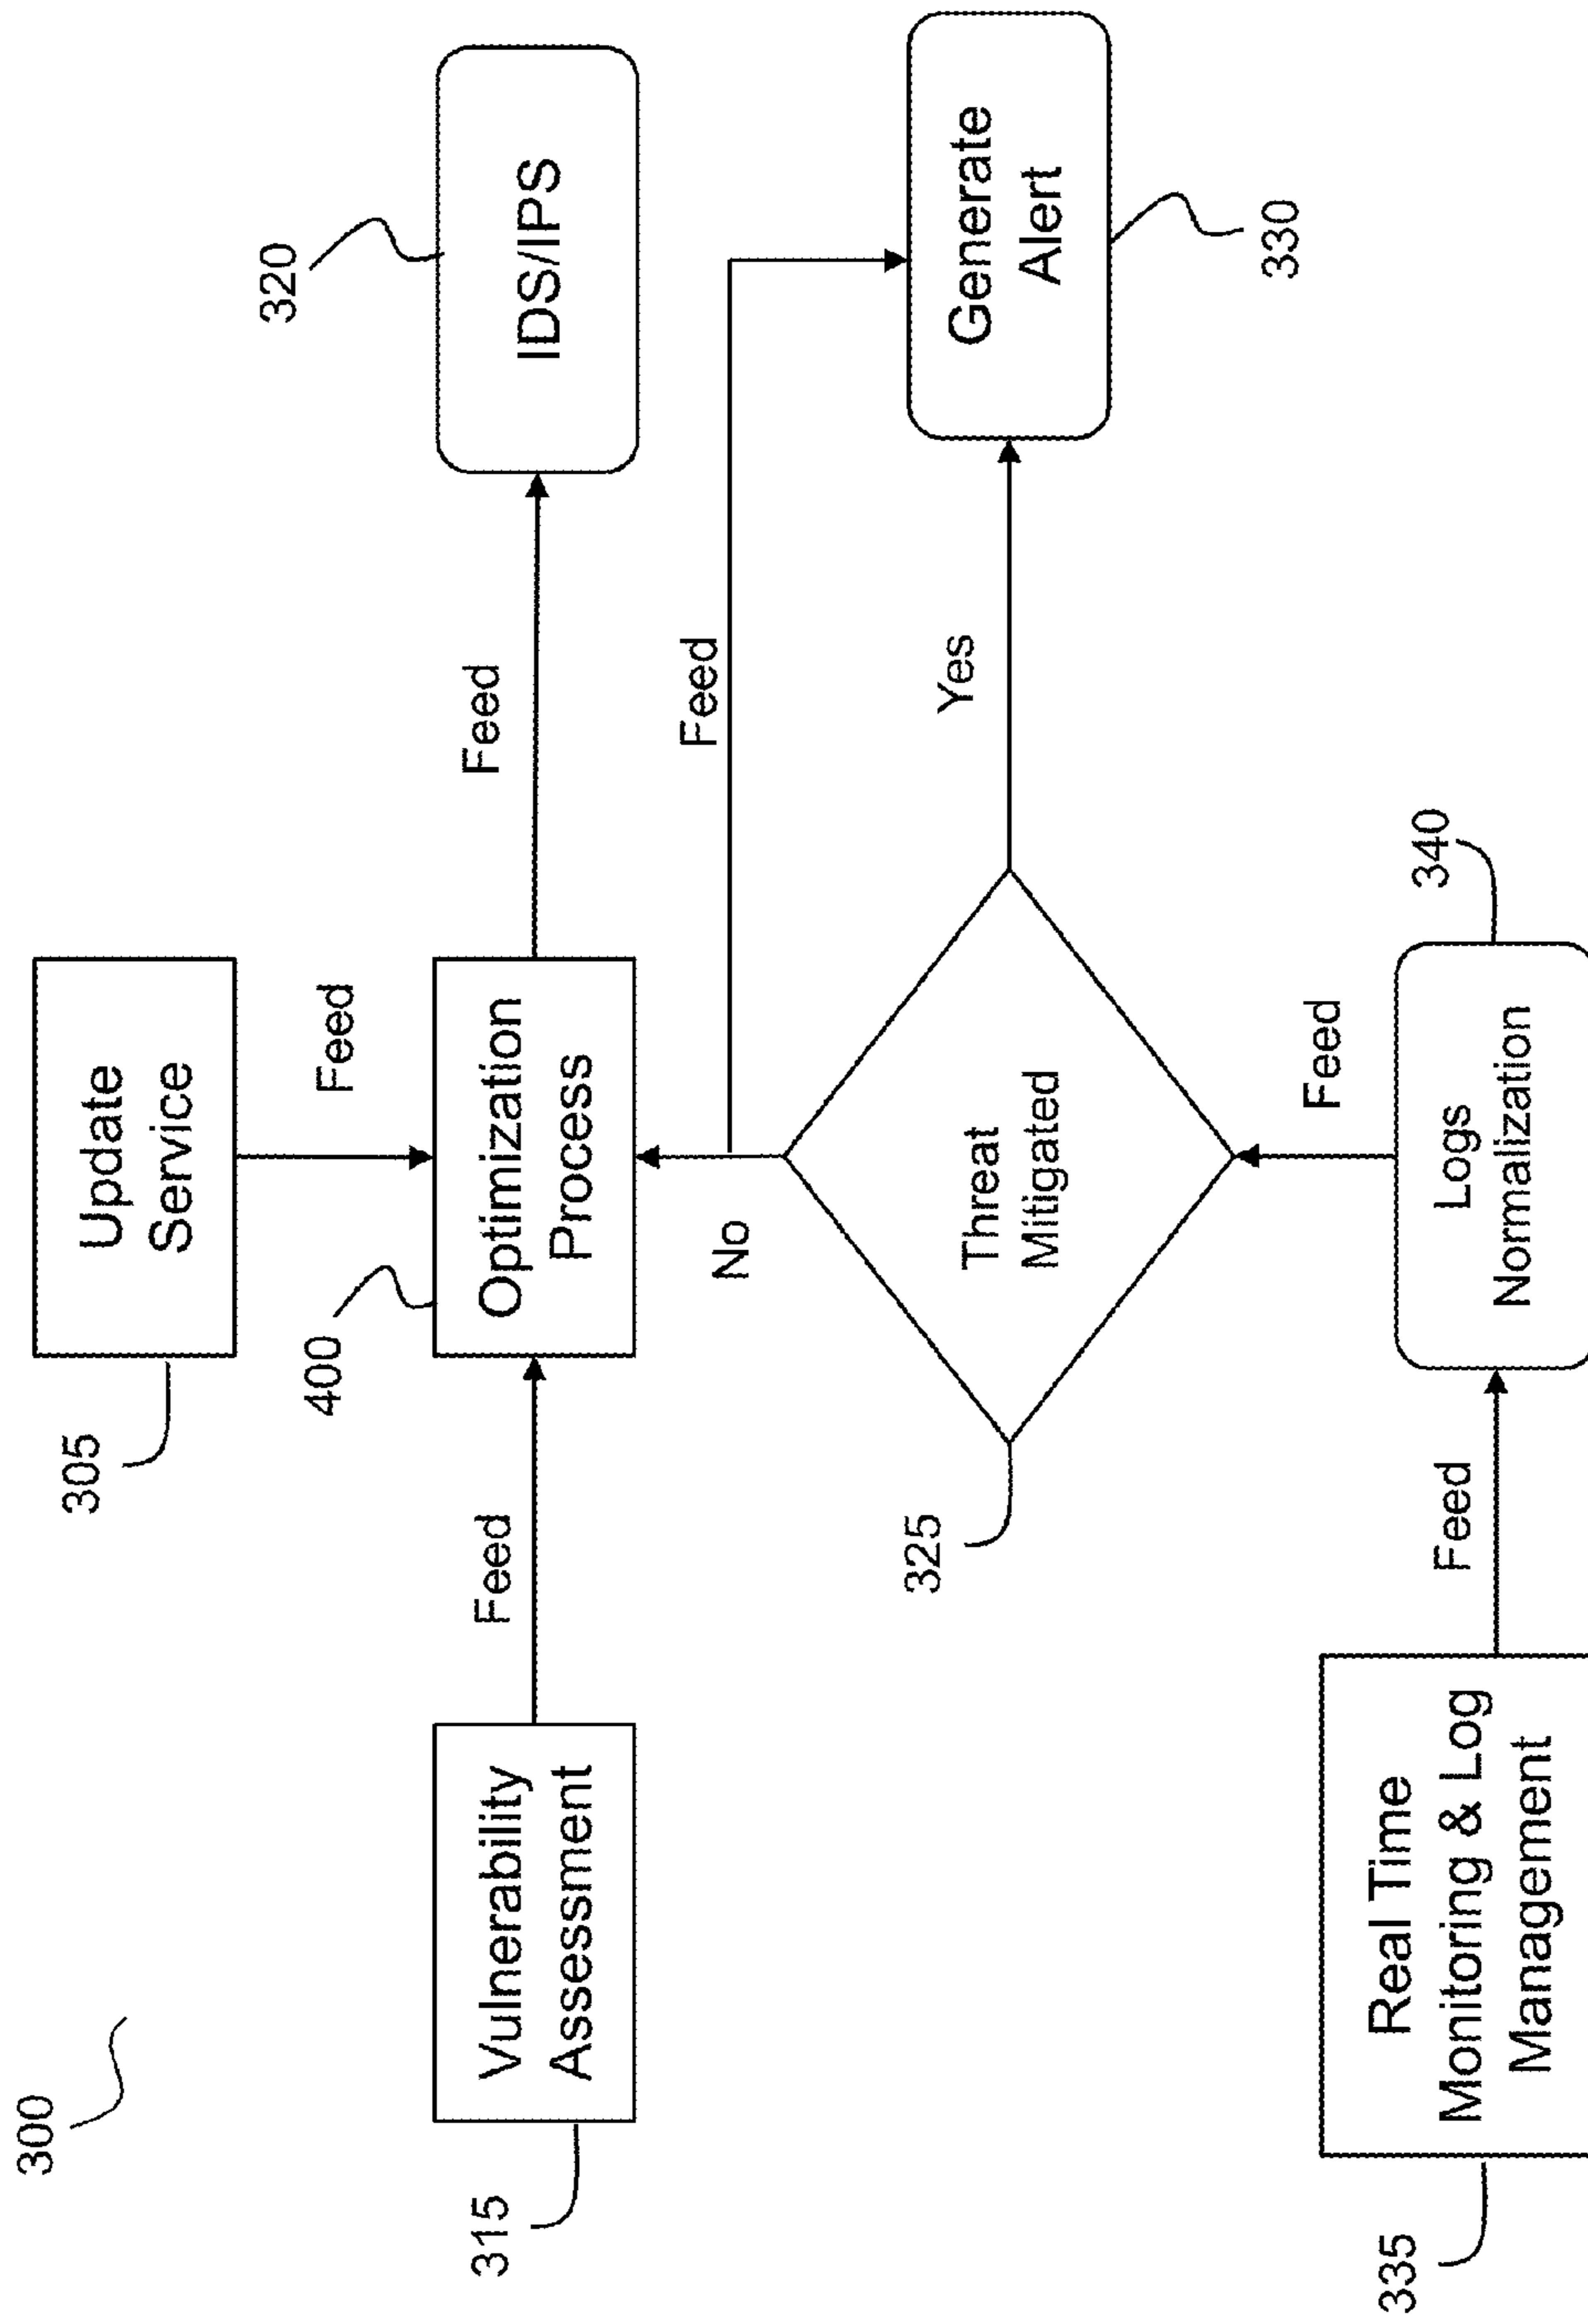 300
305
Update
Service
Feed
315
Vulnerability
Assessment
Feed
400
Optimization
Process
Feed
320
IDS/IPS
No
Feed
325
Threat
Mitigated
Yes
Generate
Alert
330
Feed
335
Real Time
Monitoring & Log
Management
Feed
Logs
Normalization
340